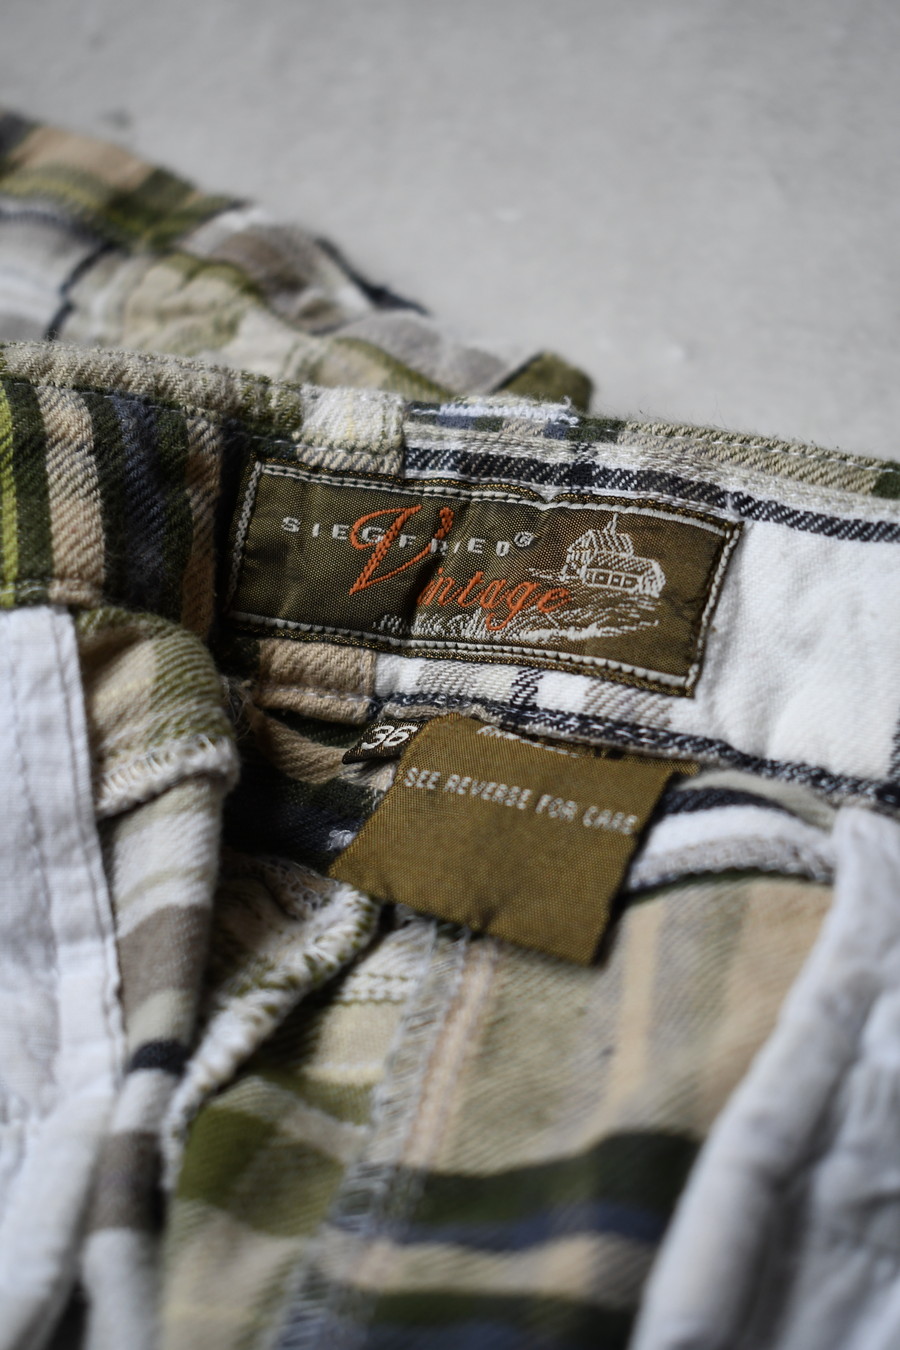 SIEGFRIED®
Vintage
36
SEE REVERSE FOR CARE